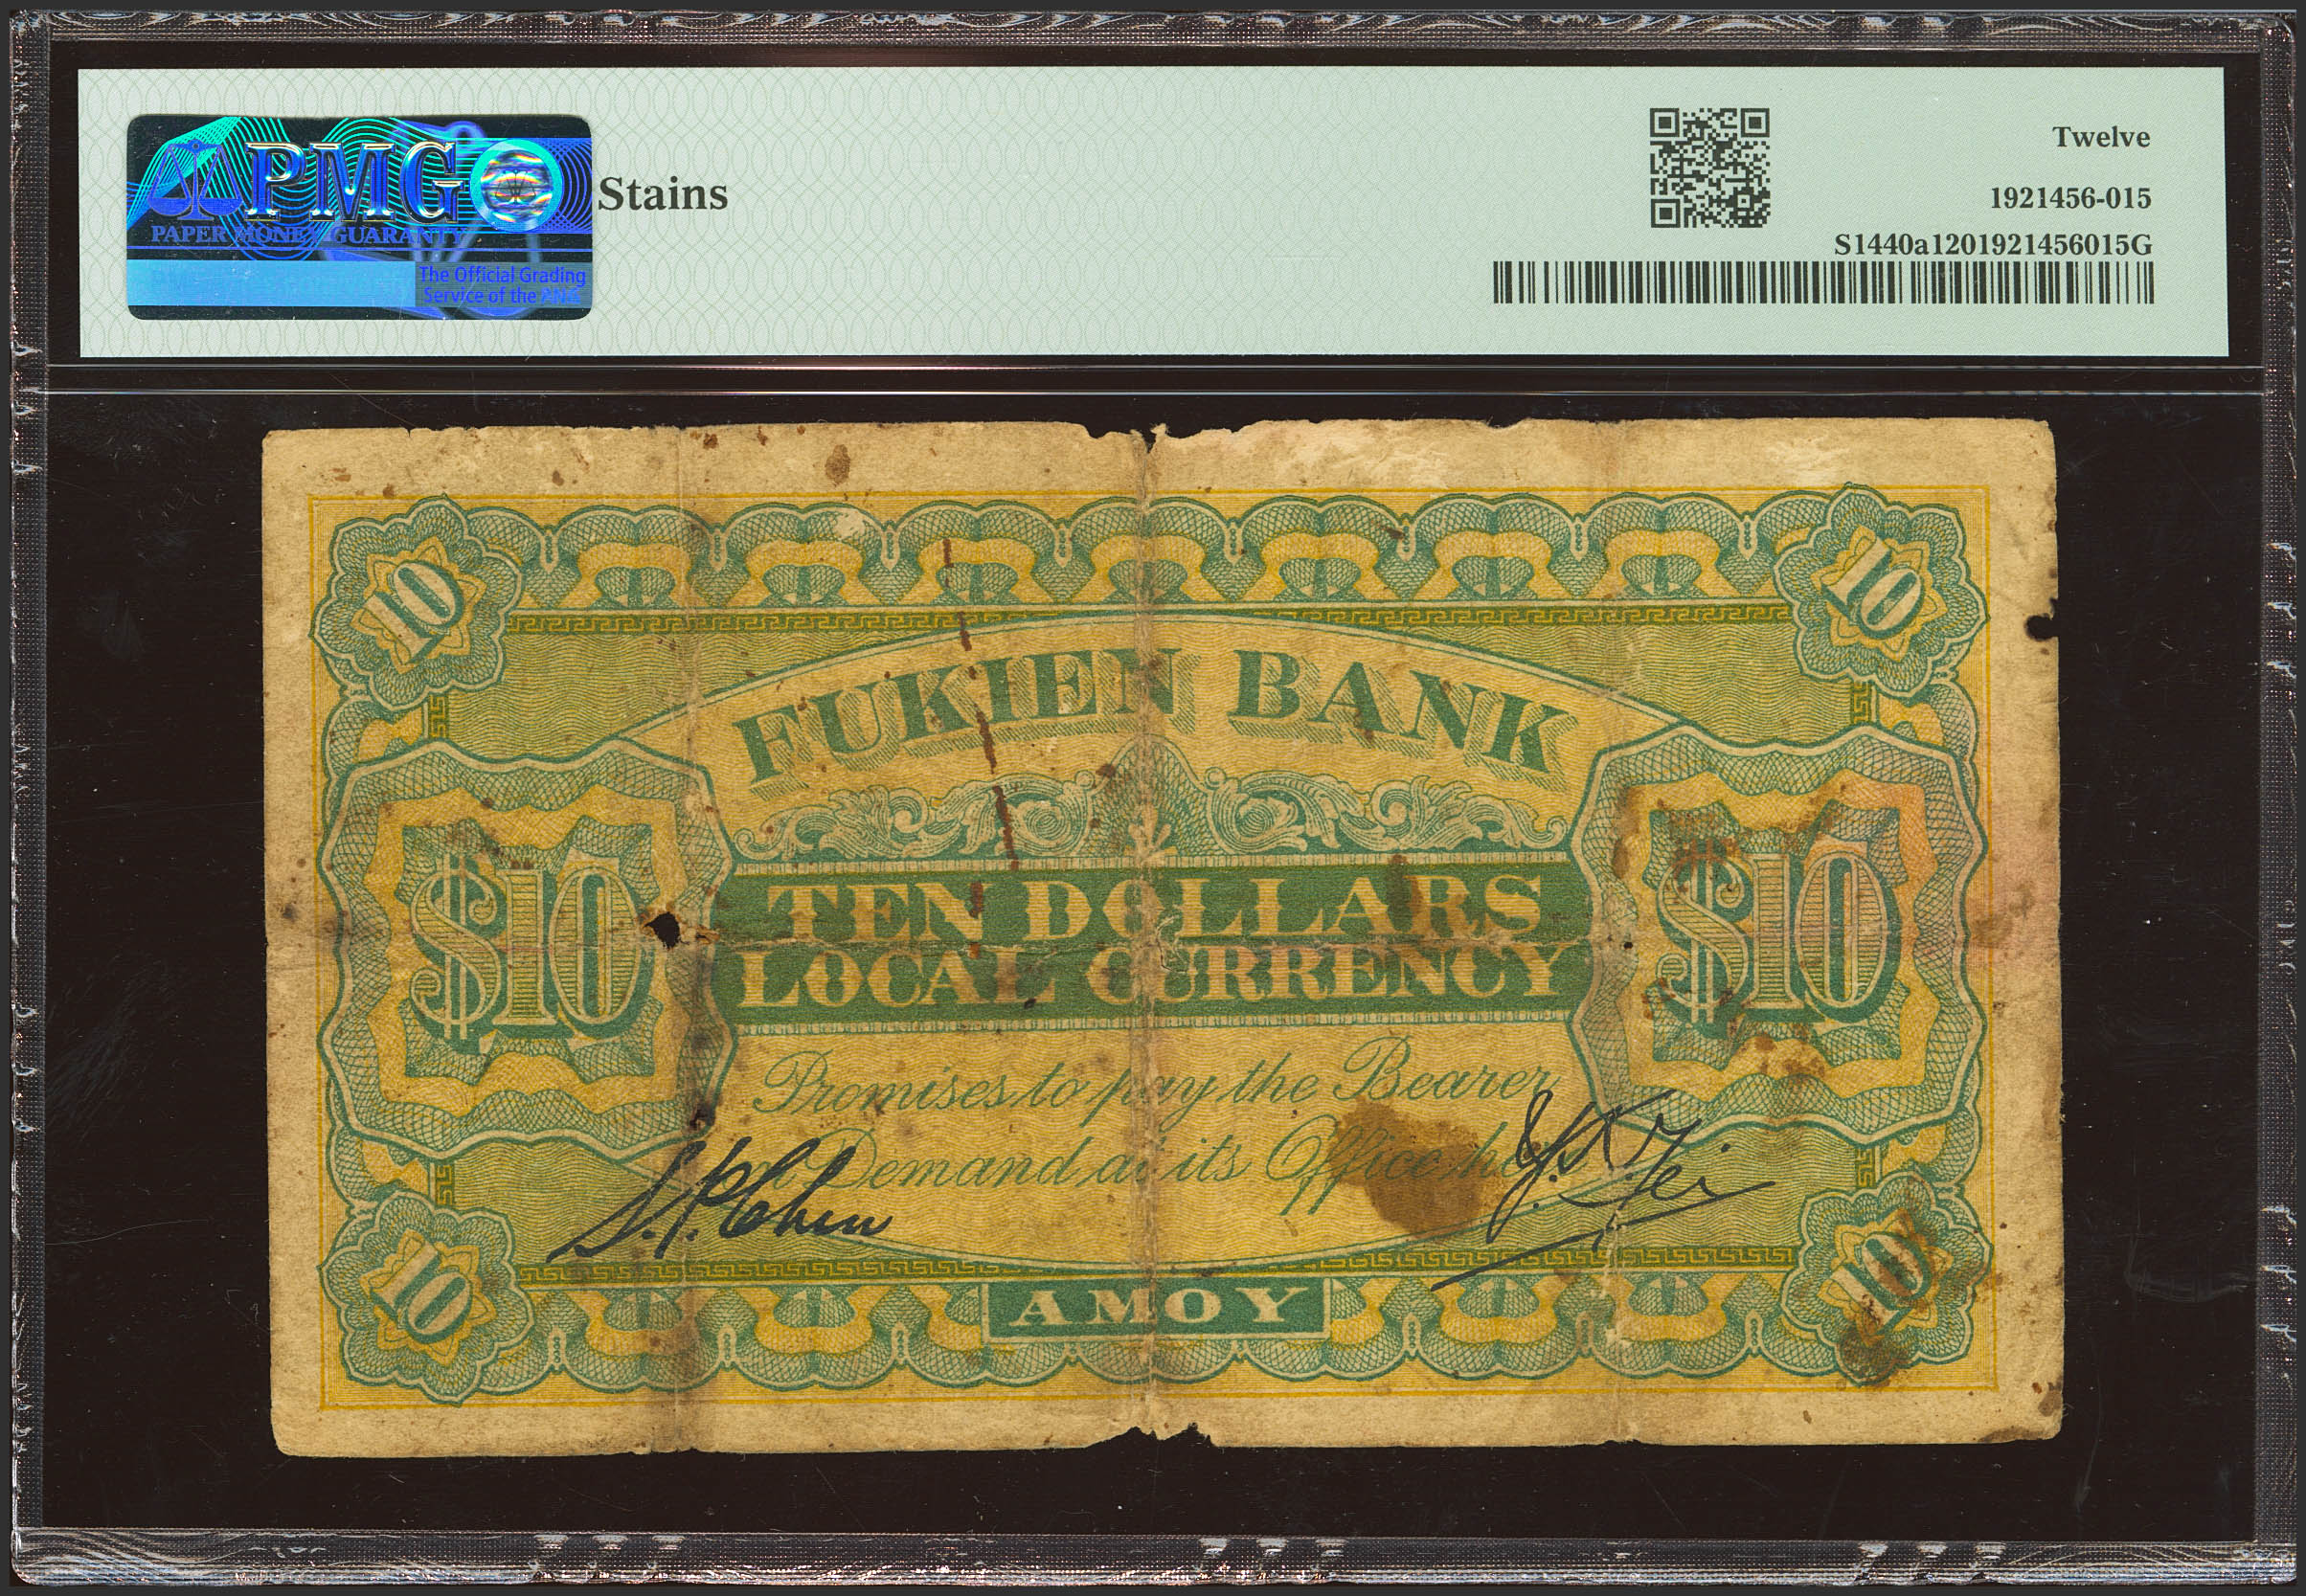 PMG
PAPER MONEY GUARANTY
The Official Grading
Service of the ANA
Stains
Twelve
1921456-015
S1440a1201921456015G
10
10
FUKIEN BANK
$10
$10
TEN DOLLARS
LOCAL CURRENCY
Promises to pay the Bearer
Demand at its Office
S. P. Chen
10
10
AMOY